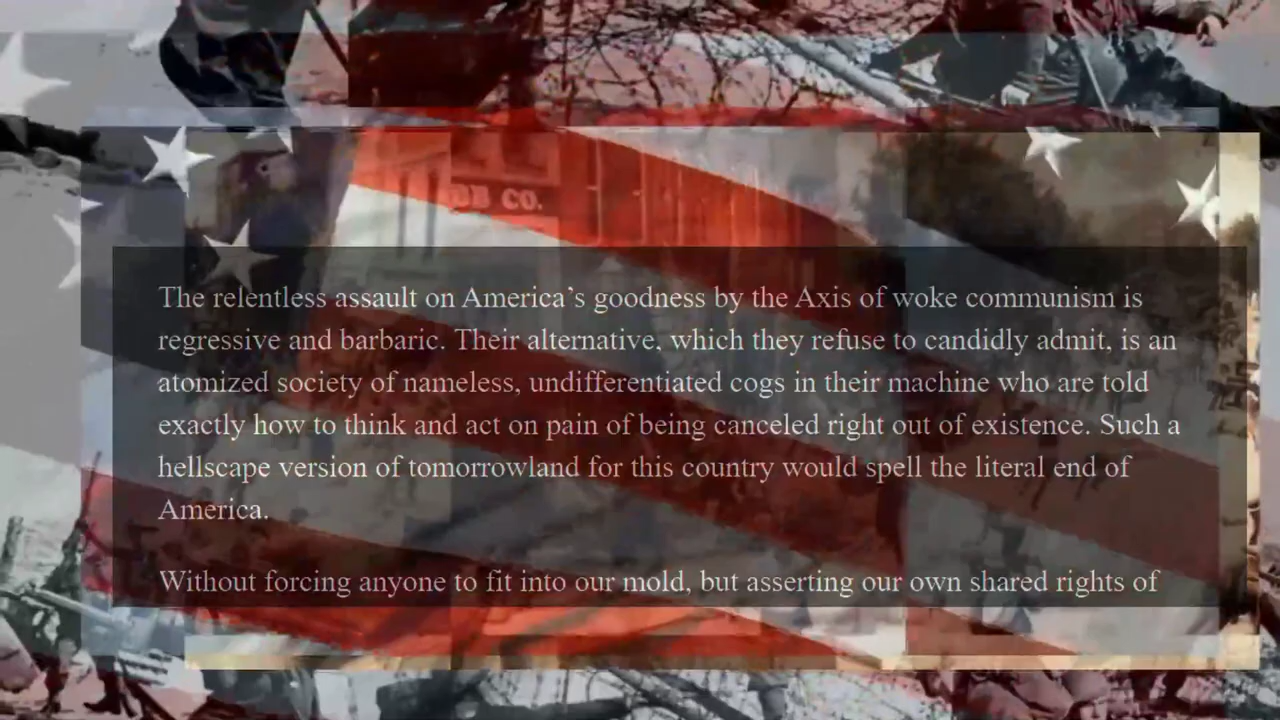 CO.
The relentless assault on America’s goodness by the Axis of woke communism is
regressive and barbaric. Their alternative, which they refuse to candidly admit, is an
atomized society of nameless, undifferentiated cogs in their machine who are told
exactly how to think and act on pain of being canceled right out of existence. Such a
hellscape version of tomorrowland for this country would spell the literal end of
America.
Without forcing anyone to fit into our mold, but asserting our own shared rights of